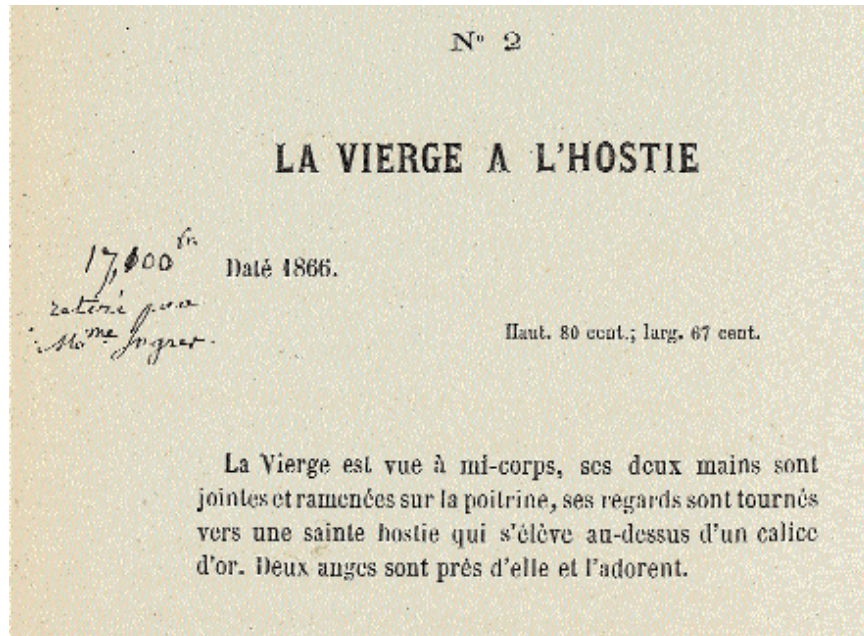 N° 2
LA VIERGE A L'HOSTIE
17,100 fr.
retiré pour
Mme Ingres.
Daté 1866.
Haut. 80 cent.; larg. 67 cent.
La Vierge est vue à mi-corps, ses deux mains sont
jointes et ramenées sur la poitrine, ses regards sont tournés
vers une sainte hostie qui s'élève au-dessus d'un calice
d'or. Deux anges sont près d'elle et l'adorent.